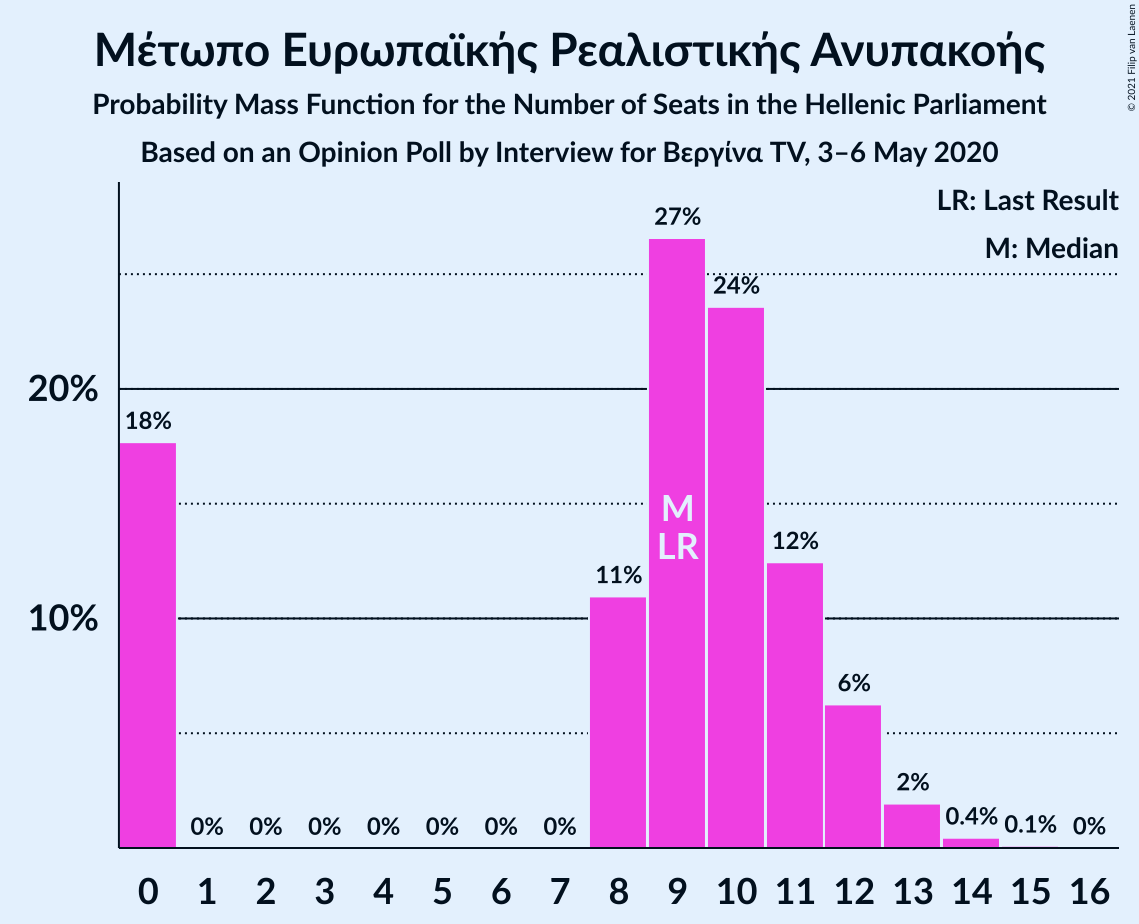 Μέτωπο Ευρωπαϊκής Ρεαλιστικής Ανυπακοής
Probability Mass Function for the Number of Seats in the Hellenic Parliament
Based on an Opinion Poll by Interview for Βεργίνα TV, 3–6 May 2020
© 2021 Filip van Laenen
LR: Last Result
M: Median
20%
10%
18%
0%
0%
0%
0%
0%
0%
0%
11%
27%
24%
12%
6%
2%
0.4%
0.1%
0%
M
LR
0 1 2 3 4 5 6 7 8 9 10 11 12 13 14 15 16